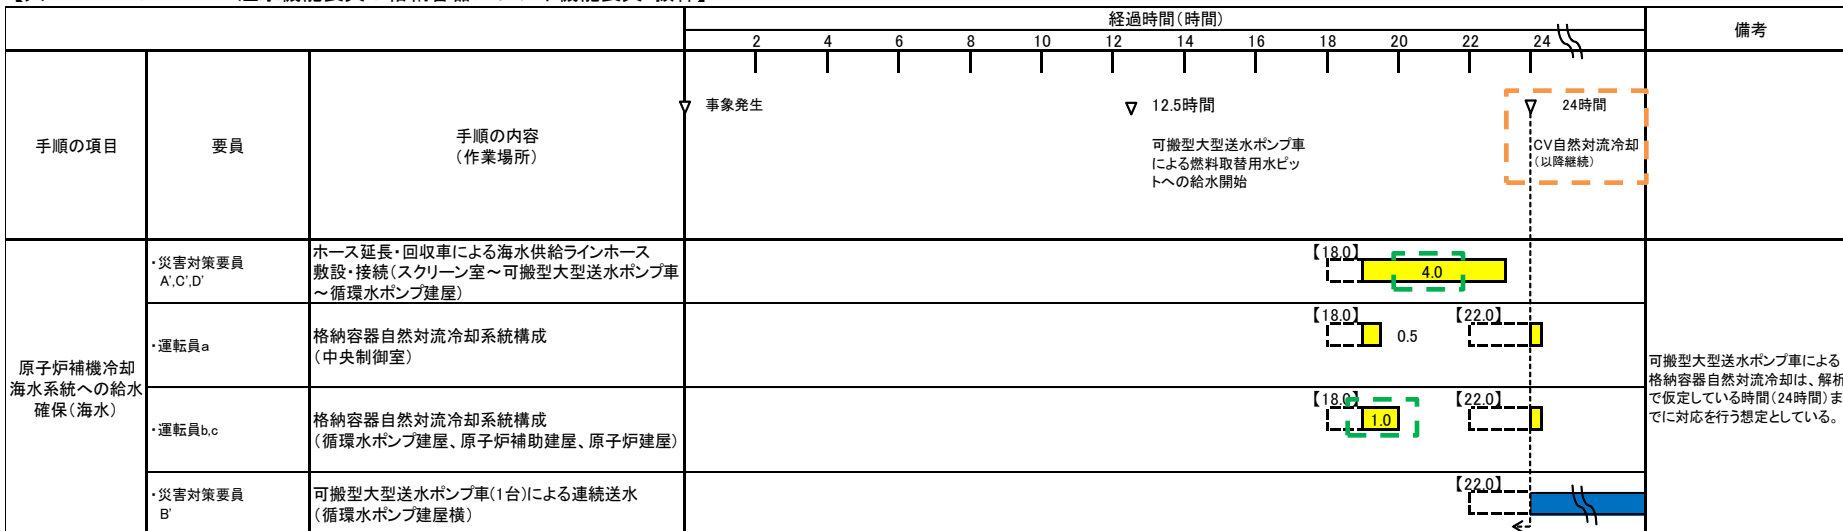 経過時間(時間)
備考
2 4 6 8 10 12 14 16 18 20 22 24
手順の項目
要員
手順の内容
(作業場所)
事象発生
12.5時間
可搬型大型送水ポンプ車
による燃料取替用水ピッ
トへの給水開始
24時間
CV自然対流冷却
(以降継続)
原子炉補機冷却
海水系統への給水
確保(海水)
・災害対策要員
A',C',D'
ホース延長・回収車による海水供給ラインホース
敷設・接続(スクリーン室～可搬型大型送水ポンプ車
～循環水ポンプ建屋)
【18.0】
4.0
・運転員a
格納容器自然対流冷却系統構成
(中央制御室)
【18.0】
0.5
【22.0】
・運転員b,c
格納容器自然対流冷却系統構成
(循環水ポンプ建屋、原子炉補助建屋、原子炉建屋)
【18.0】
1.0
【22.0】
・災害対策要員
B'
可搬型大型送水ポンプ車(1台)による連続送水
(循環水ポンプ建屋横)
【22.0】
可搬型大型送水ポンプ車による
格納容器自然対流冷却は、解析
で仮定している時間(24時間)ま
でに対応を行う想定としている。